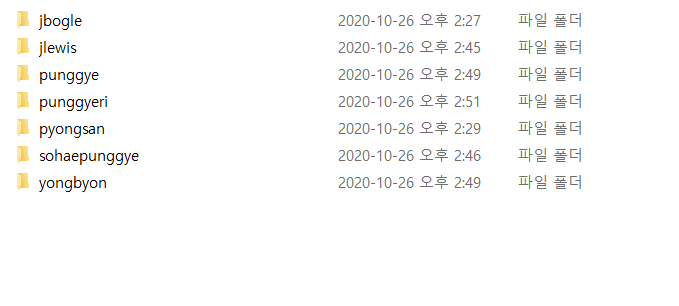 jbogle 2020-10-26 오후 2:27 파일 폴더
jlewis 2020-10-26 오후 2:45 파일 폴더
punggye 2020-10-26 오후 2:49 파일 폴더
punggyeri 2020-10-26 오후 2:51 파일 폴더
pyongsan 2020-10-26 오후 2:29 파일 폴더
sohaepunggye 2020-10-26 오후 2:46 파일 폴더
yongbyon 2020-10-26 오후 2:49 파일 폴더